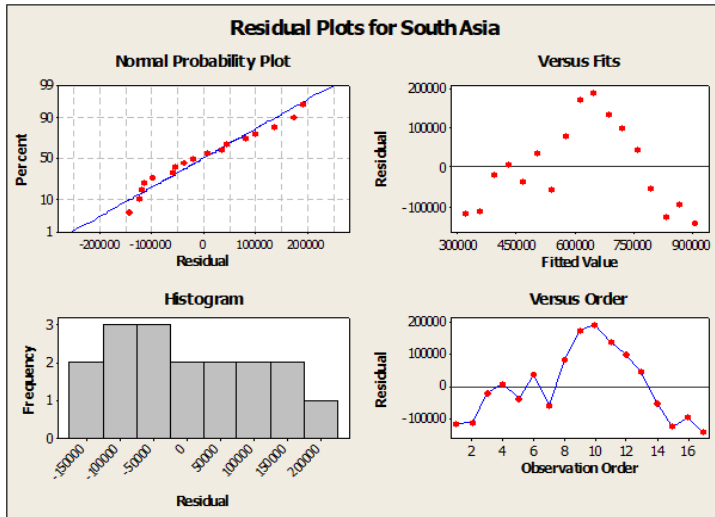 Residual Plots for South Asia
Normal Probability Plot
Percent
99
90
50
10
1
-200000 -100000 0 100000 200000
Residual
Versus Fits
Residual
200000
100000
0
-100000
300000 450000 600000 750000 900000
Fitted Value
Histogram
Frequency
3
2
1
0
-150000 -100000 -50000 0 50000 100000 150000 200000
Residual
Versus Order
Residual
200000
100000
0
-100000
2 4 6 8 10 12 14 16
Observation Order